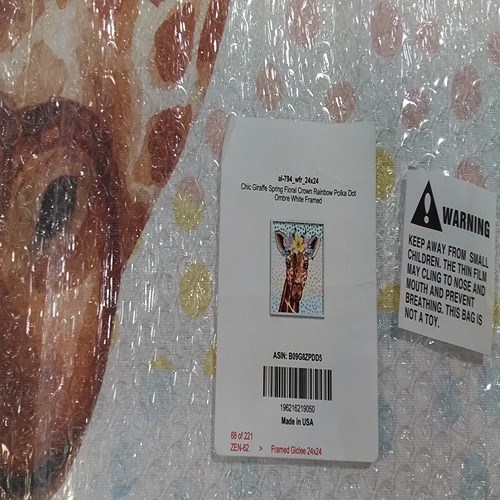 al-794_wfr_24x24
Chic Giraffe Spring Floral Crown Rainbow Polka Dot
Ombre White Framed
ASIN: B09G8ZPDD5
196216219050
Made in USA
68 of 221
ZEN-62 > Framed Giclee 24x24
WARNING
KEEP AWAY FROM SMALL
CHILDREN. THE THIN FILM
MAY CLING TO NOSE AND
MOUTH AND PREVENT
BREATHING. THIS BAG IS
NOT A TOY.